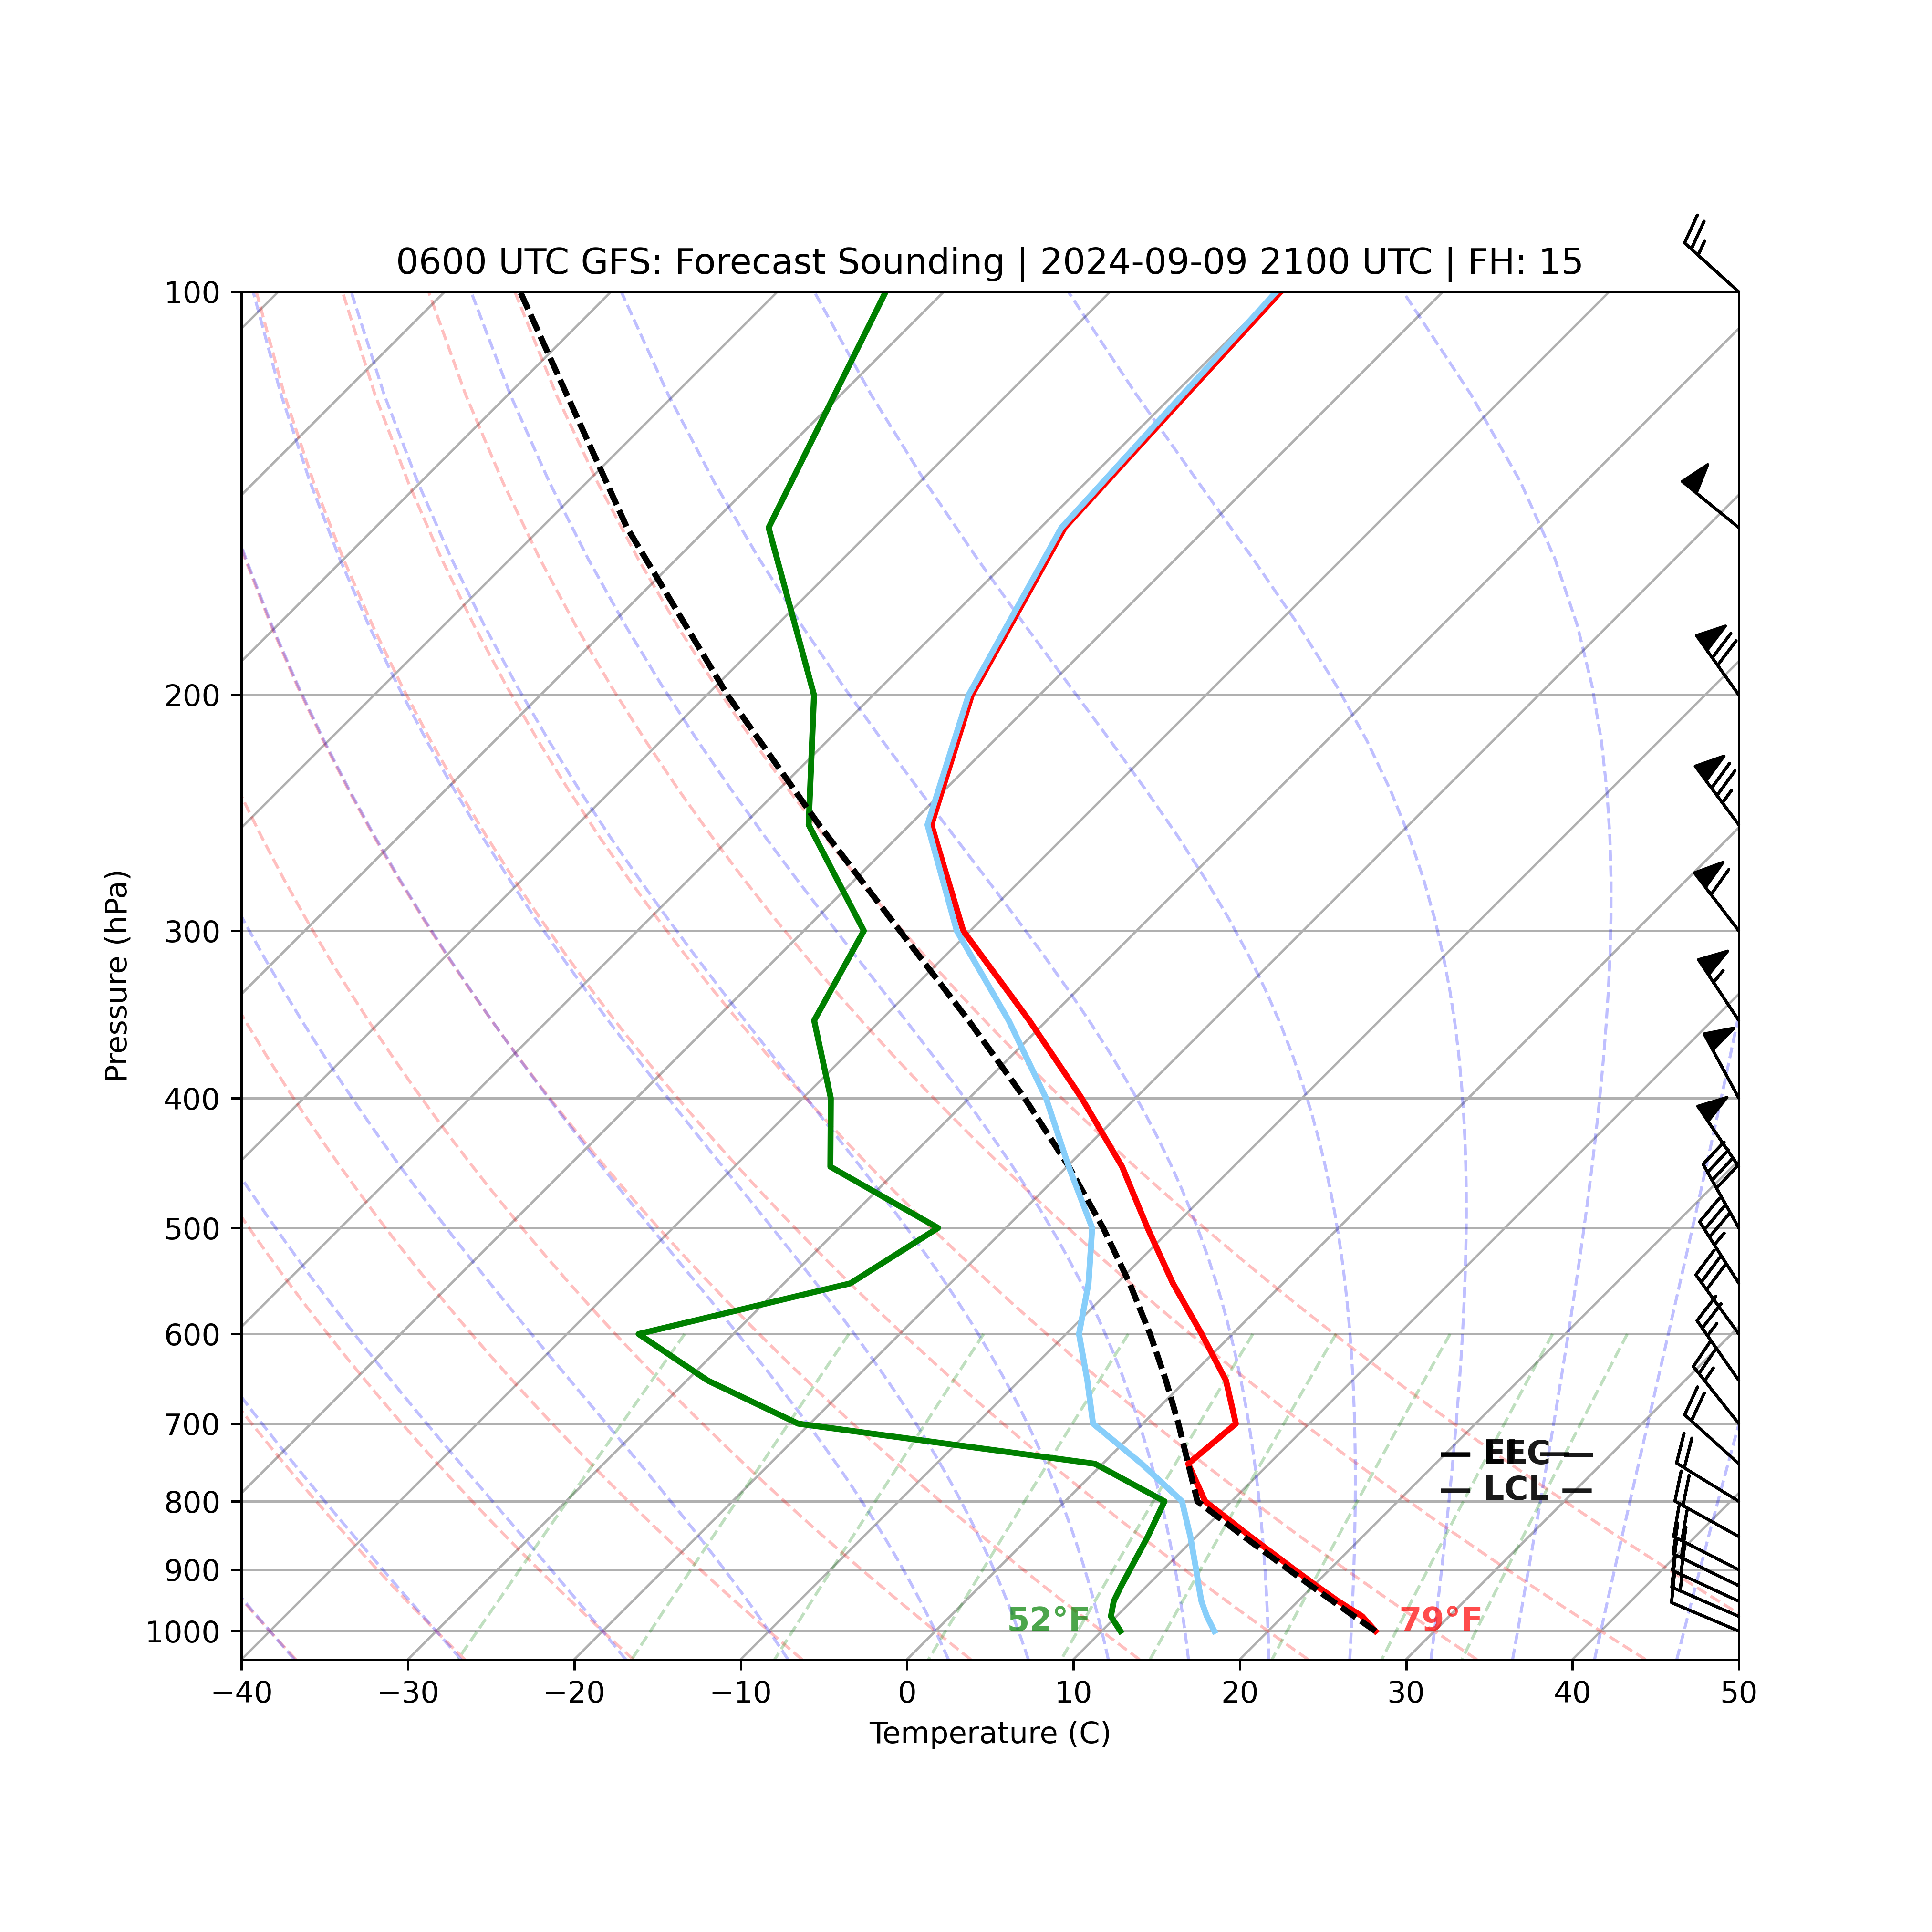 0600 UTC GFS: Forecast Sounding | 2024-09-09 2100 UTC | FH: 15
100
200
300
400
500
600
700
800
900
1000
Pressure (hPa)
— LCL —
52°F
79°F
−40 −30 −20 −10 0 10 20 30 40 50
Temperature (C)